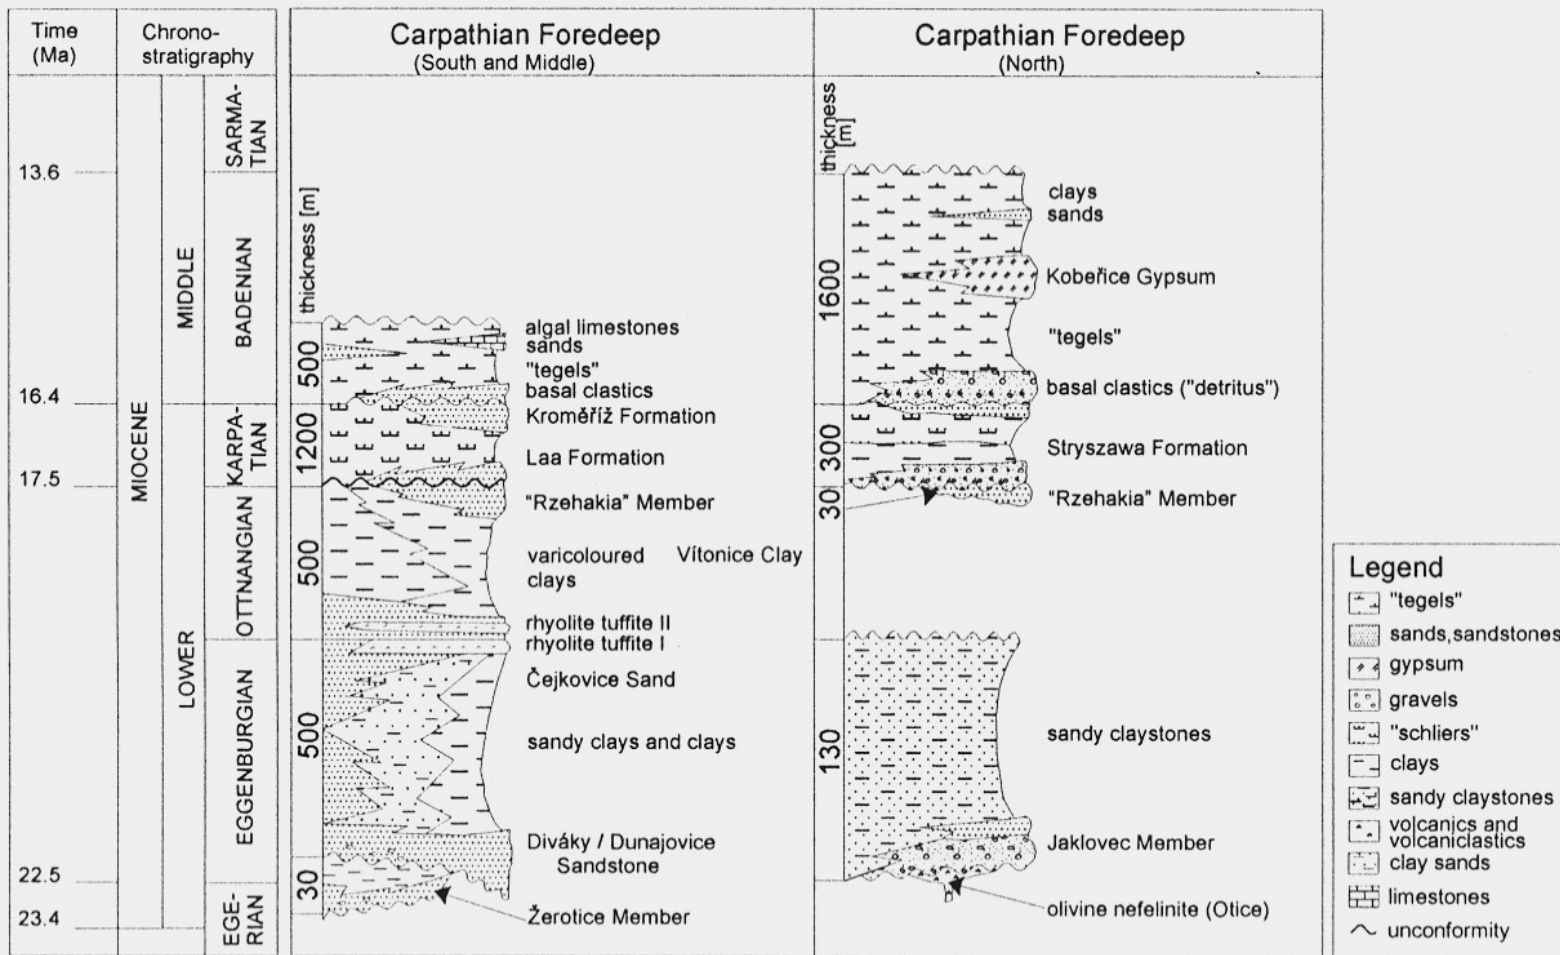 Time
(Ma)
Chrono-
stratigraphy
Carpathian Foredeep
(South and Middle)
Carpathian Foredeep
(North)
13.6
16.4
17.5
22.5
23.4
MIOCENE
MIDDLE
LOWER
SARMA-
TIAN
BADENIAN
KARPA-
TIAN
OTTNANGIAN
EGGENBURGIAN
EGE-
RIAN
thickness [m]
500
1200
500
500
30
algal limestones
sands
"tegels"
basal clastics
Kroměříž Formation
Laa Formation
"Rzehakia" Member
varicoloured Vítonice Clay
clays
rhyolite tuffite II
rhyolite tuffite I
Čejkovice Sand
sandy clays and clays
Diváky / Dunajovice
Sandstone
Žerotice Member
thickness
[m]
1600
300
30
130
clays
sands
Kobeřice Gypsum
"tegels"
basal clastics ("detritus")
Stryszawa Formation
"Rzehakia" Member
sandy claystones
Jaklovec Member
olivine nefelinite (Otice)
Legend
"tegels"
sands,sandstones
gypsum
gravels
"schliers"
clays
sandy claystones
volcanics and
volcaniclastics
clay sands
limestones
unconformity